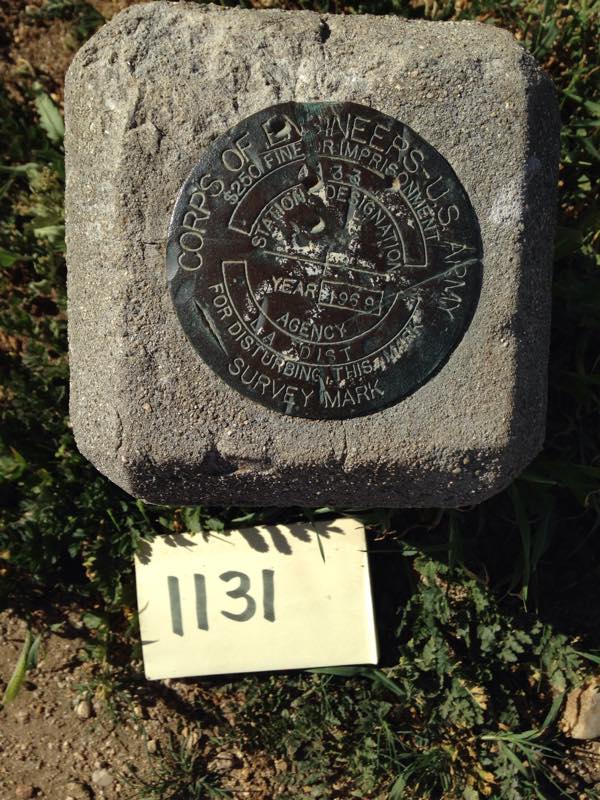 CORPS OF ENGINEERS-U.S. ARMY
$250 FINE OR IMPRISONMENT
STATION DESIGNATION
YEAR 1969
AGENCY
DIST
FOR DISTURBING THIS MARK
SURVEY MARK
1131